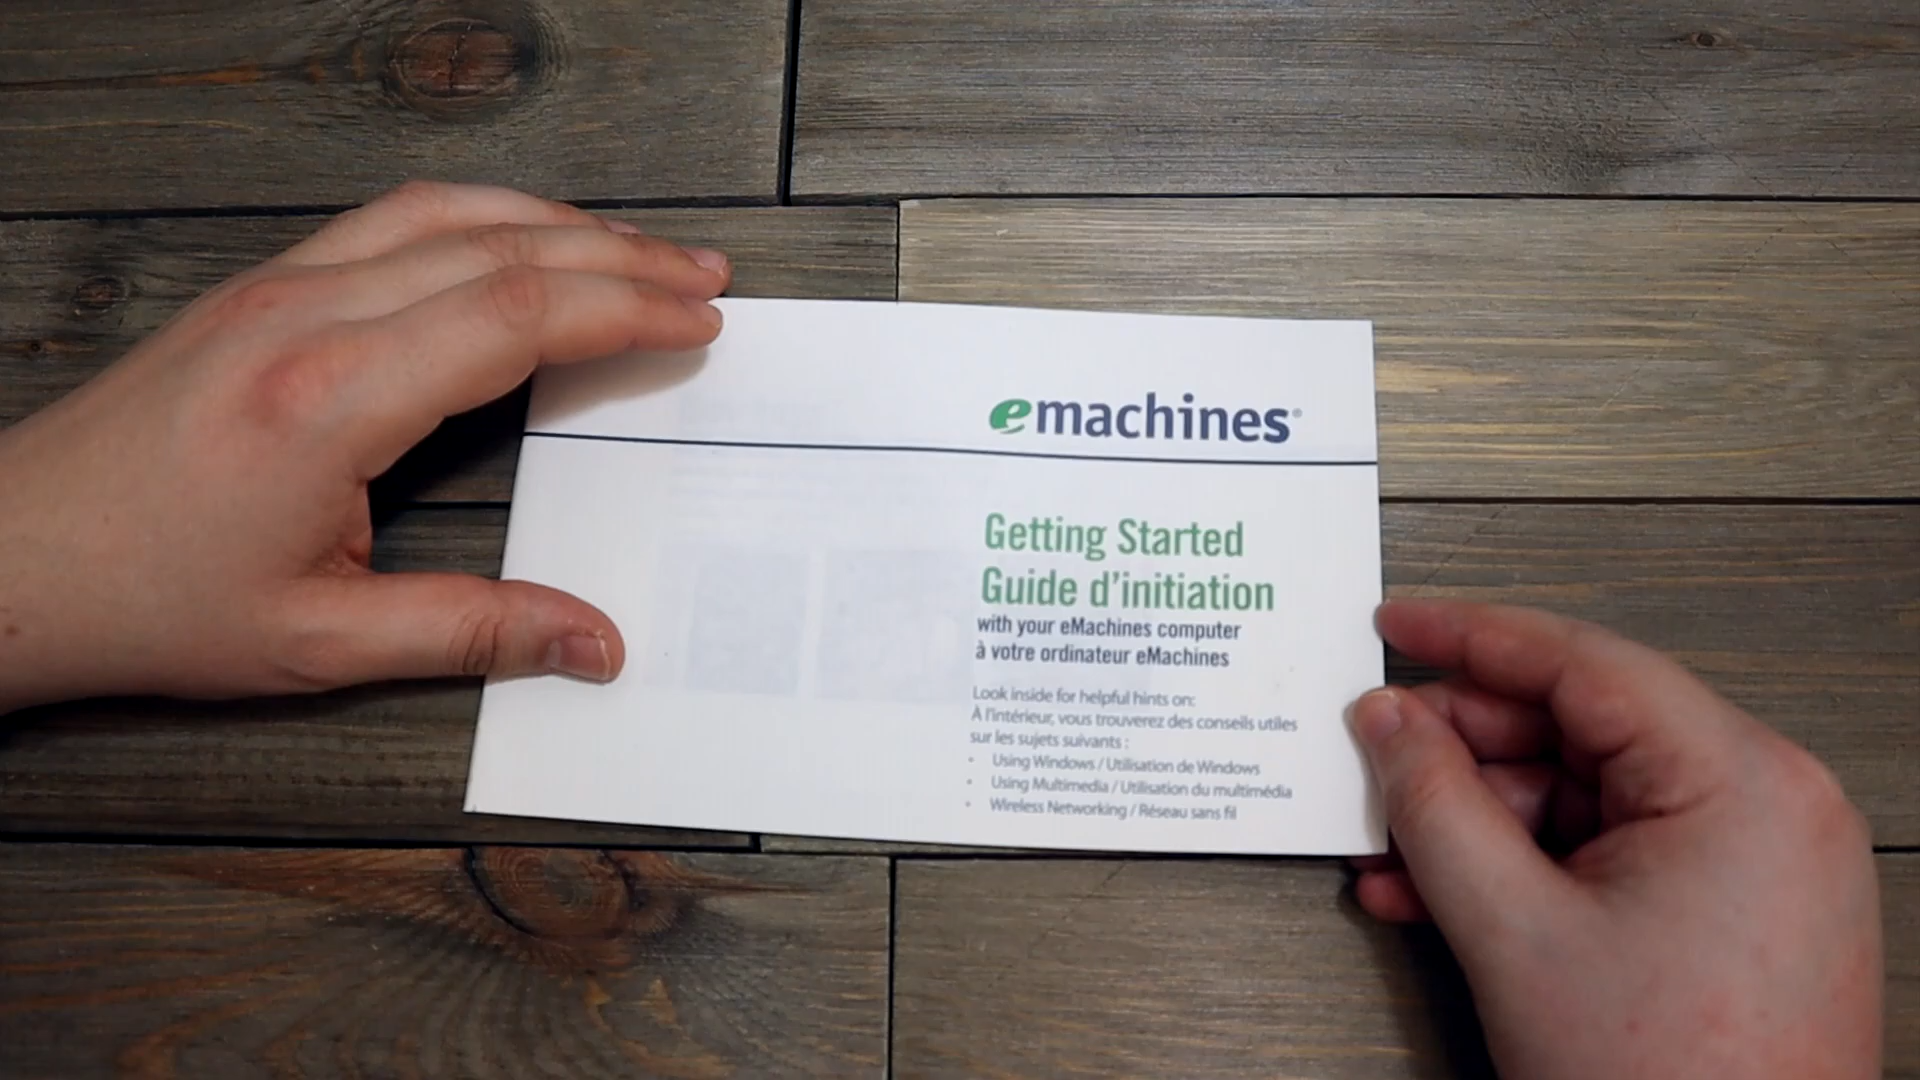 emachines®
Getting Started
Guide d'initiation
with your eMachines computer
à votre ordinateur eMachines
Look inside for helpful hints on:
À l'intérieur, vous trouverez des conseils utiles
sur les sujets suivants :
• Using Windows / Utilisation de Windows
• Using Multimedia / Utilisation du multimédia
• Wireless Networking / Réseau sans fil